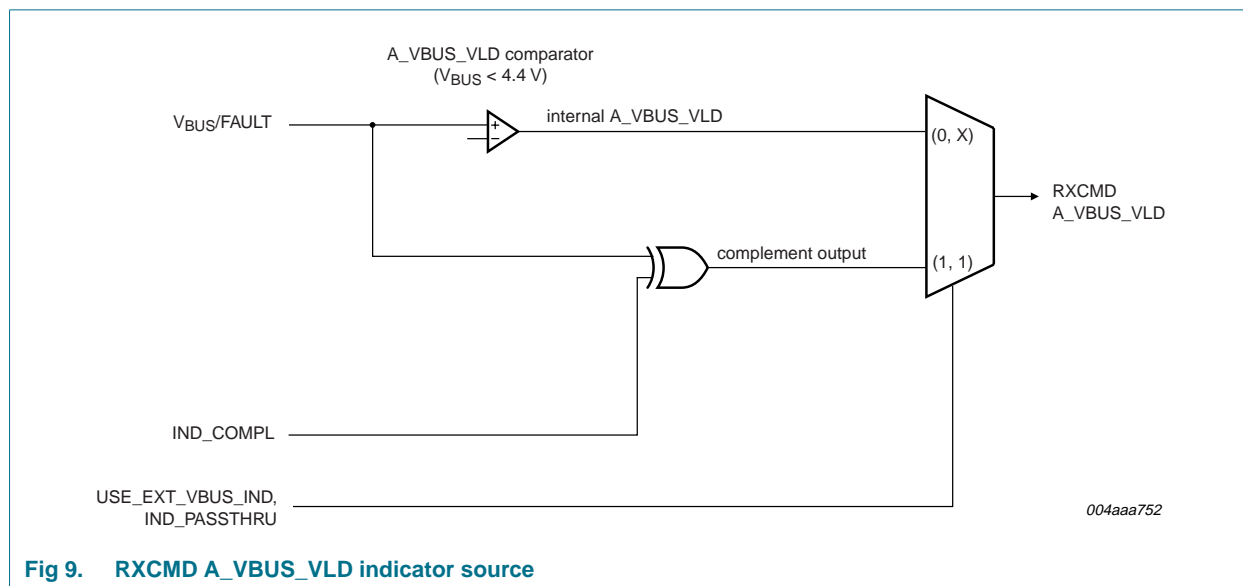 A_VBUS_VLD comparator
(VBUS < 4.4 V)
VBUS/FAULT
+
−
internal A_VBUS_VLD
(0, X)
RXCMD
A_VBUS_VLD
complement output
(1, 1)
IND_COMPL
USE_EXT_VBUS_IND,
IND_PASSTHRU
004aaa752
Fig 9. RXCMD A_VBUS_VLD indicator source